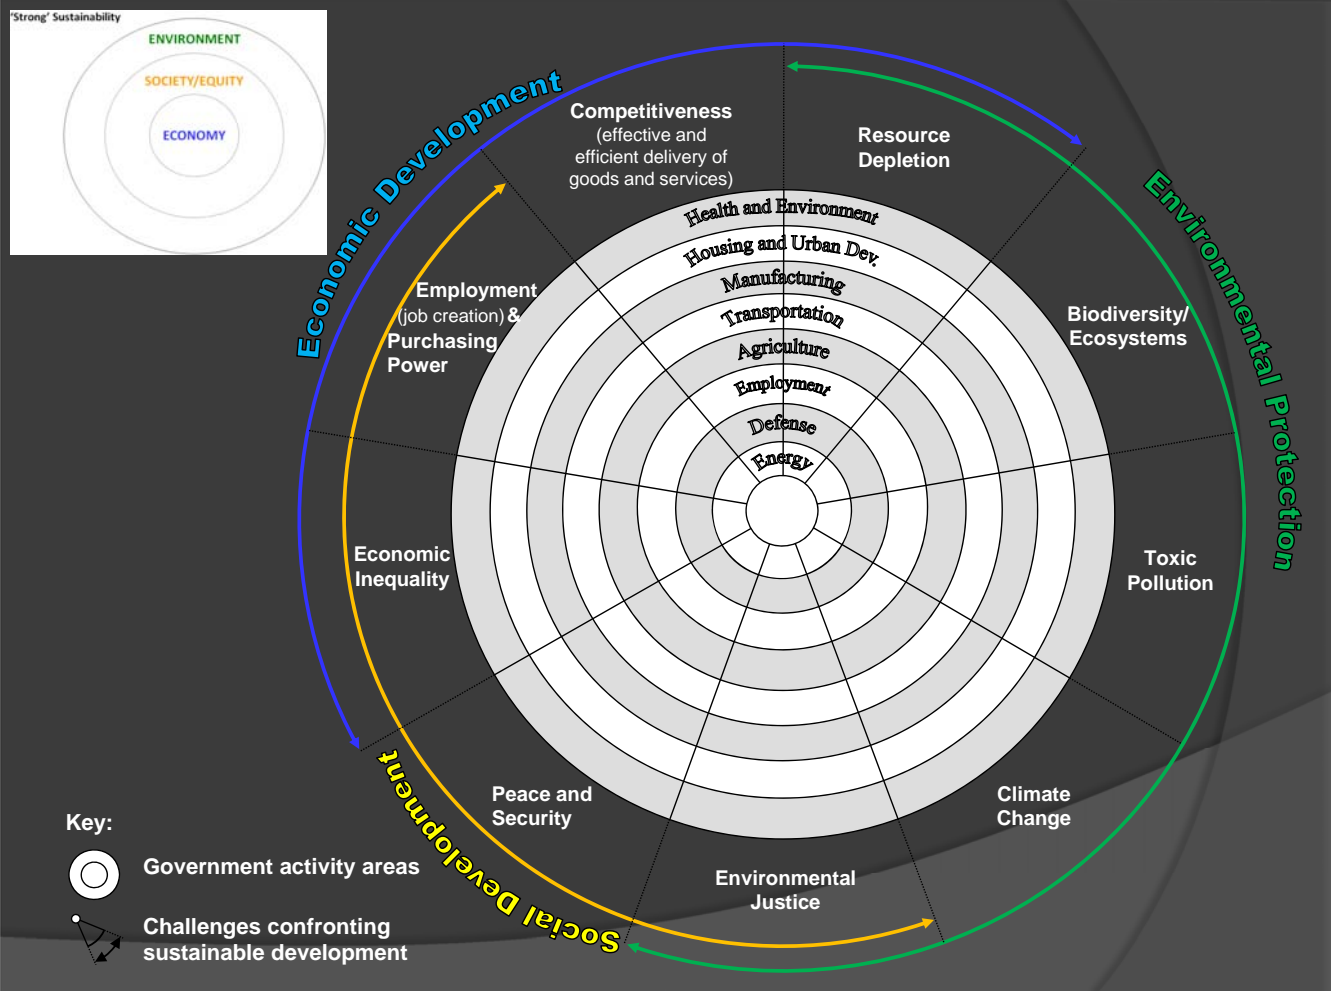 'Strong' Sustainability
ENVIRONMENT
SOCIETY/EQUITY
ECONOMY
Economic Development
Environmental Protection
Social Development
Competitiveness
(effective and
efficient delivery of
goods and services)
Resource
Depletion
Employment
(job creation) &
Purchasing
Power
Biodiversity/
Ecosystems
Economic
Inequality
Toxic
Pollution
Peace and
Security
Climate
Change
Environmental
Justice
Health and Environment
Housing and Urban Dev.
Manufacturing
Transportation
Agriculture
Employment
Defense
Energy
Key:
Government activity areas
Challenges confronting
sustainable development